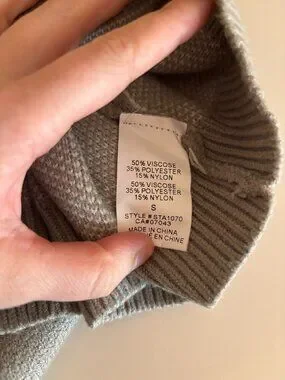 50% VISCOSE
35% POLYESTER
15% NYLON
50% VISCOSE
35% POLYESTER
15% NYLON
S
STYLE # STA1070
CA#07043
MADE IN CHINA
EN CHINE